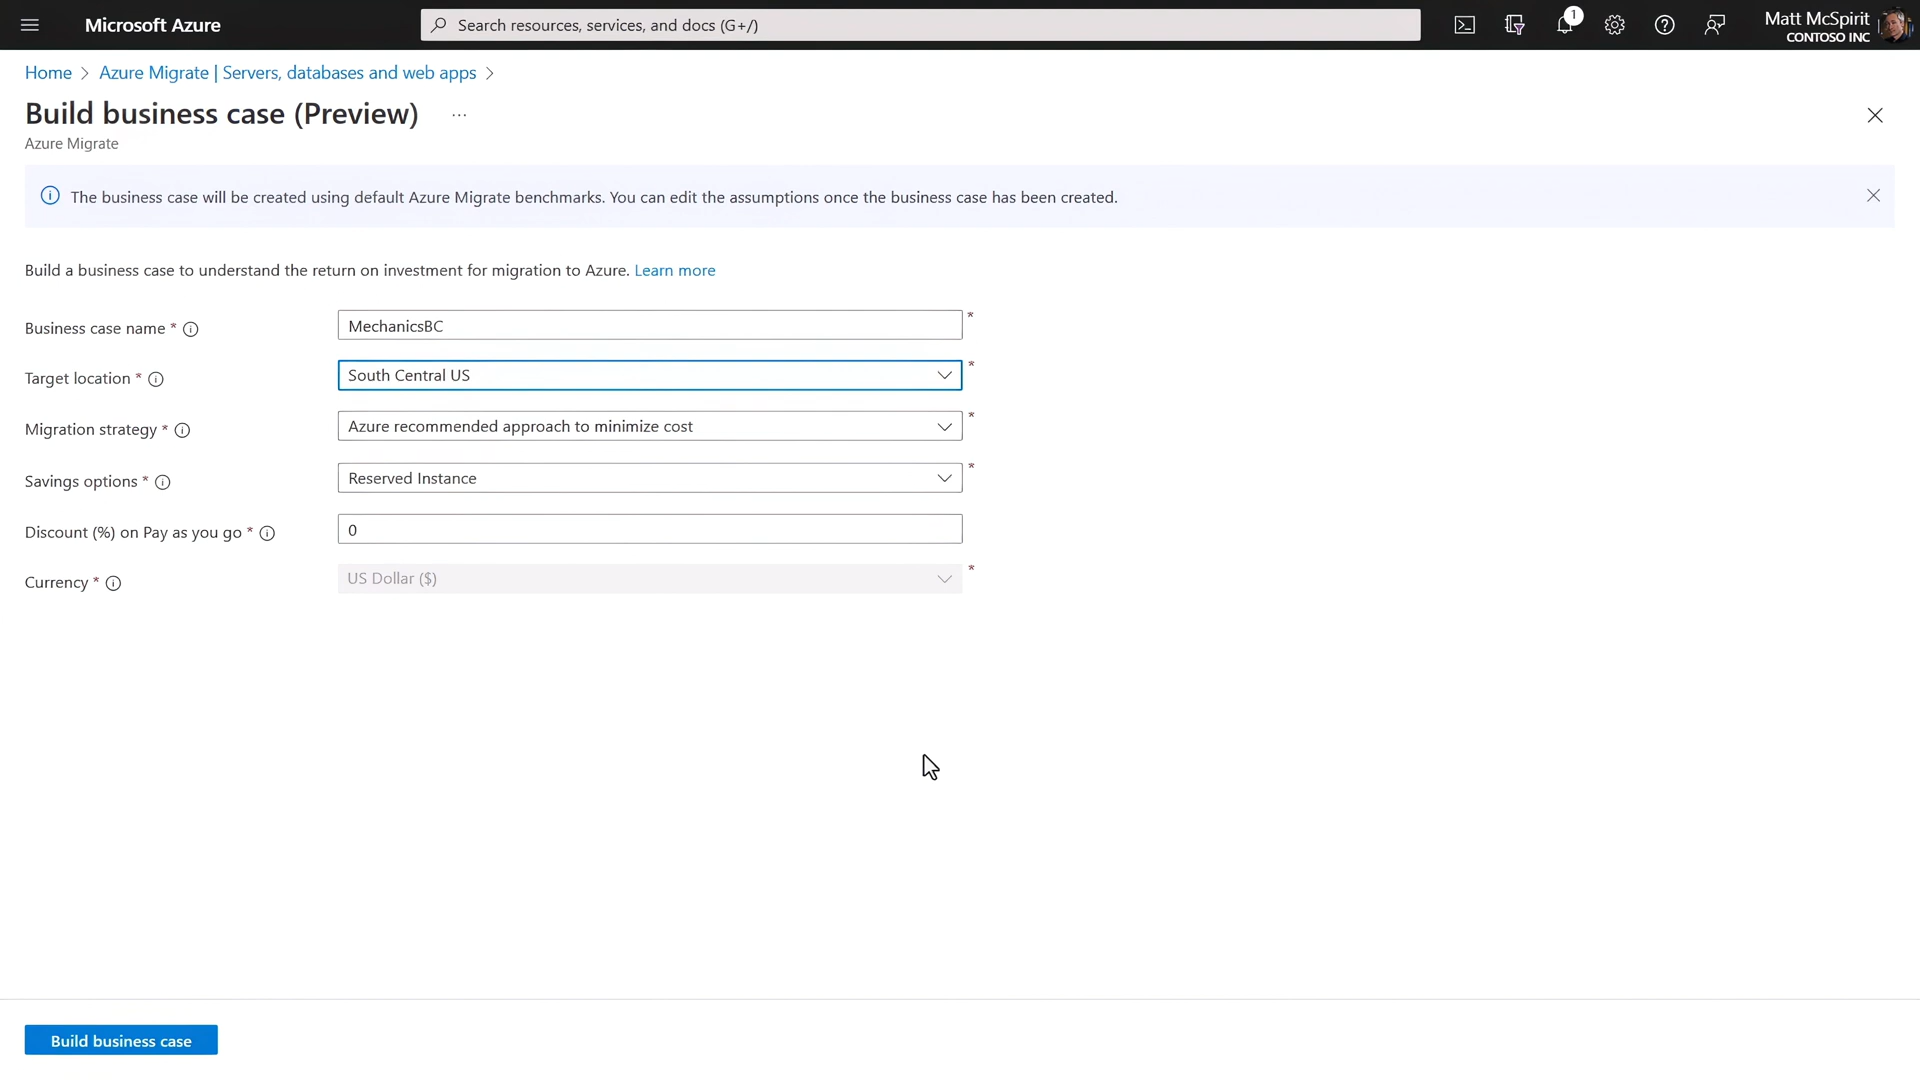 Microsoft Azure
Search resources, services, and docs (G+/)
1
Matt McSpirit
CONTOSO INC
Home > Azure Migrate | Servers, databases and web apps >
Build business case (Preview) ...
Azure Migrate
The business case will be created using default Azure Migrate benchmarks. You can edit the assumptions once the business case has been created.
Build a business case to understand the return on investment for migration to Azure. Learn more
Business case name * MechanicsBC *
Target location * South Central US *
Migration strategy * Azure recommended approach to minimize cost *
Savings options * Reserved Instance *
Discount (%) on Pay as you go * 0
Currency * US Dollar ($) *
Build business case